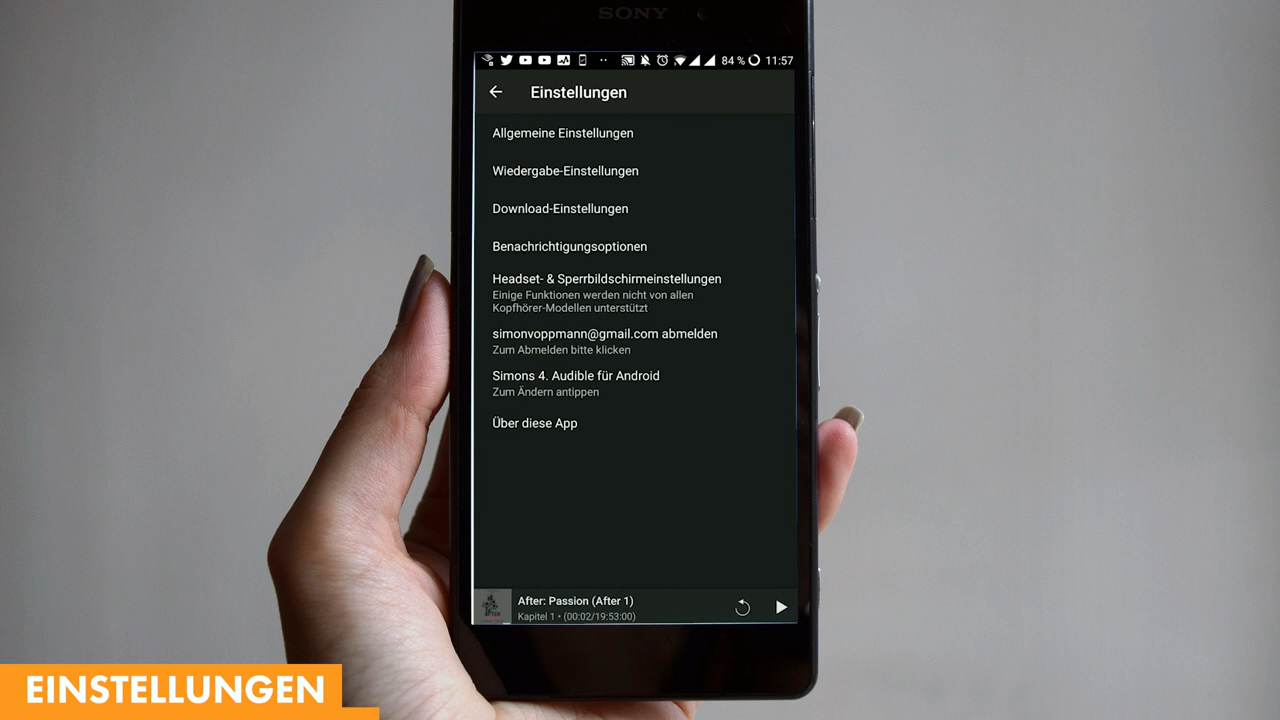 SONY
84 % 11:57
Einstellungen
Allgemeine Einstellungen
Wiedergabe-Einstellungen
Download-Einstellungen
Benachrichtigungsoptionen
Headset- & Sperrbildschirmeinstellungen
Einige Funktionen werden nicht von allen
Kopfhörer-Modellen unterstützt
simonvoppmann@gmail.com abmelden
Zum Abmelden bitte klicken
Simons 4. Audible für Android
Zum Ändern antippen
Über diese App
AFTER
After: Passion (After 1)
Kapitel 1 • (00:02/19:53:00)
EINSTELLUNGEN